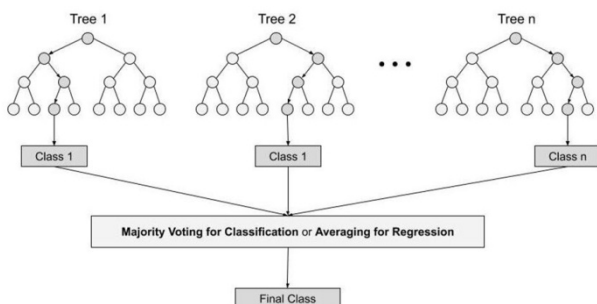 Tree 1 Tree 2 Tree n
Class 1 Class 1 Class n
Majority Voting for Classification or Averaging for Regression
Final Class